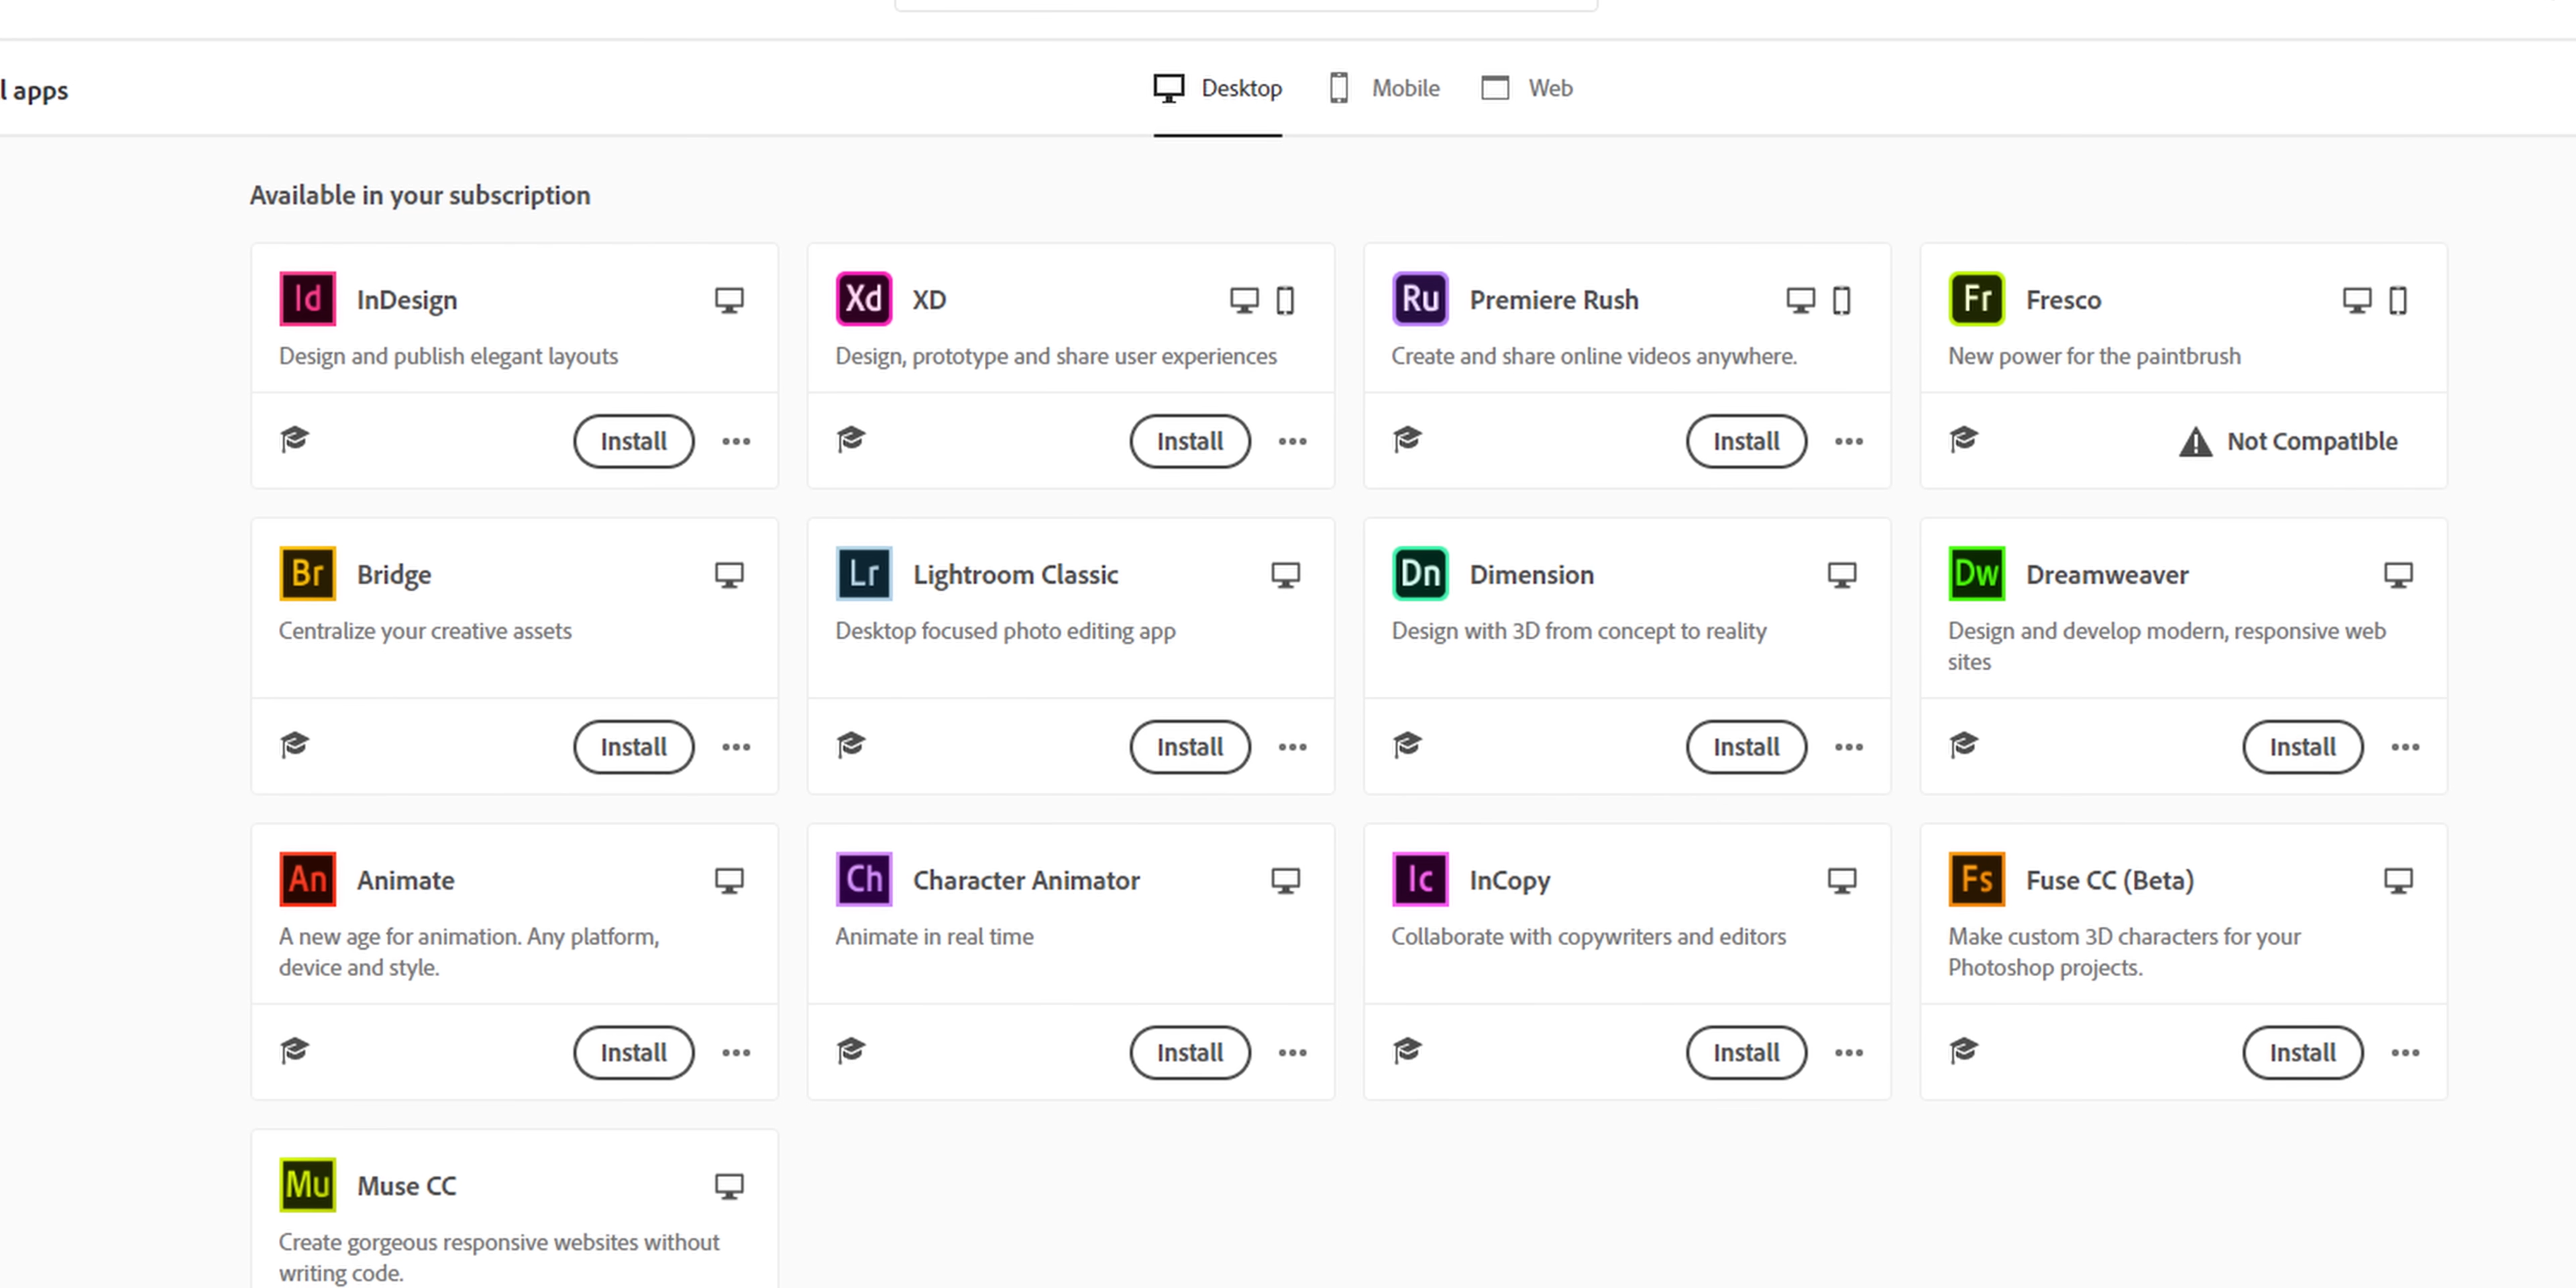 l apps
Desktop
Mobile
Web
Available in your subscription
Id InDesign
Design and publish elegant layouts
Install
Xd XD
Design, prototype and share user experiences
Install
Ru Premiere Rush
Create and share online videos anywhere.
Install
Fr Fresco
New power for the paintbrush
Not Compatible
Br Bridge
Centralize your creative assets
Install
Lr Lightroom Classic
Desktop focused photo editing app
Install
Dn Dimension
Design with 3D from concept to reality
Install
Dw Dreamweaver
Design and develop modern, responsive web
sites
Install
An Animate
A new age for animation. Any platform,
device and style.
Install
Ch Character Animator
Animate in real time
Install
Ic InCopy
Collaborate with copywriters and editors
Install
Fs Fuse CC (Beta)
Make custom 3D characters for your
Photoshop projects.
Install
Mu Muse CC
Create gorgeous responsive websites without
writing code.